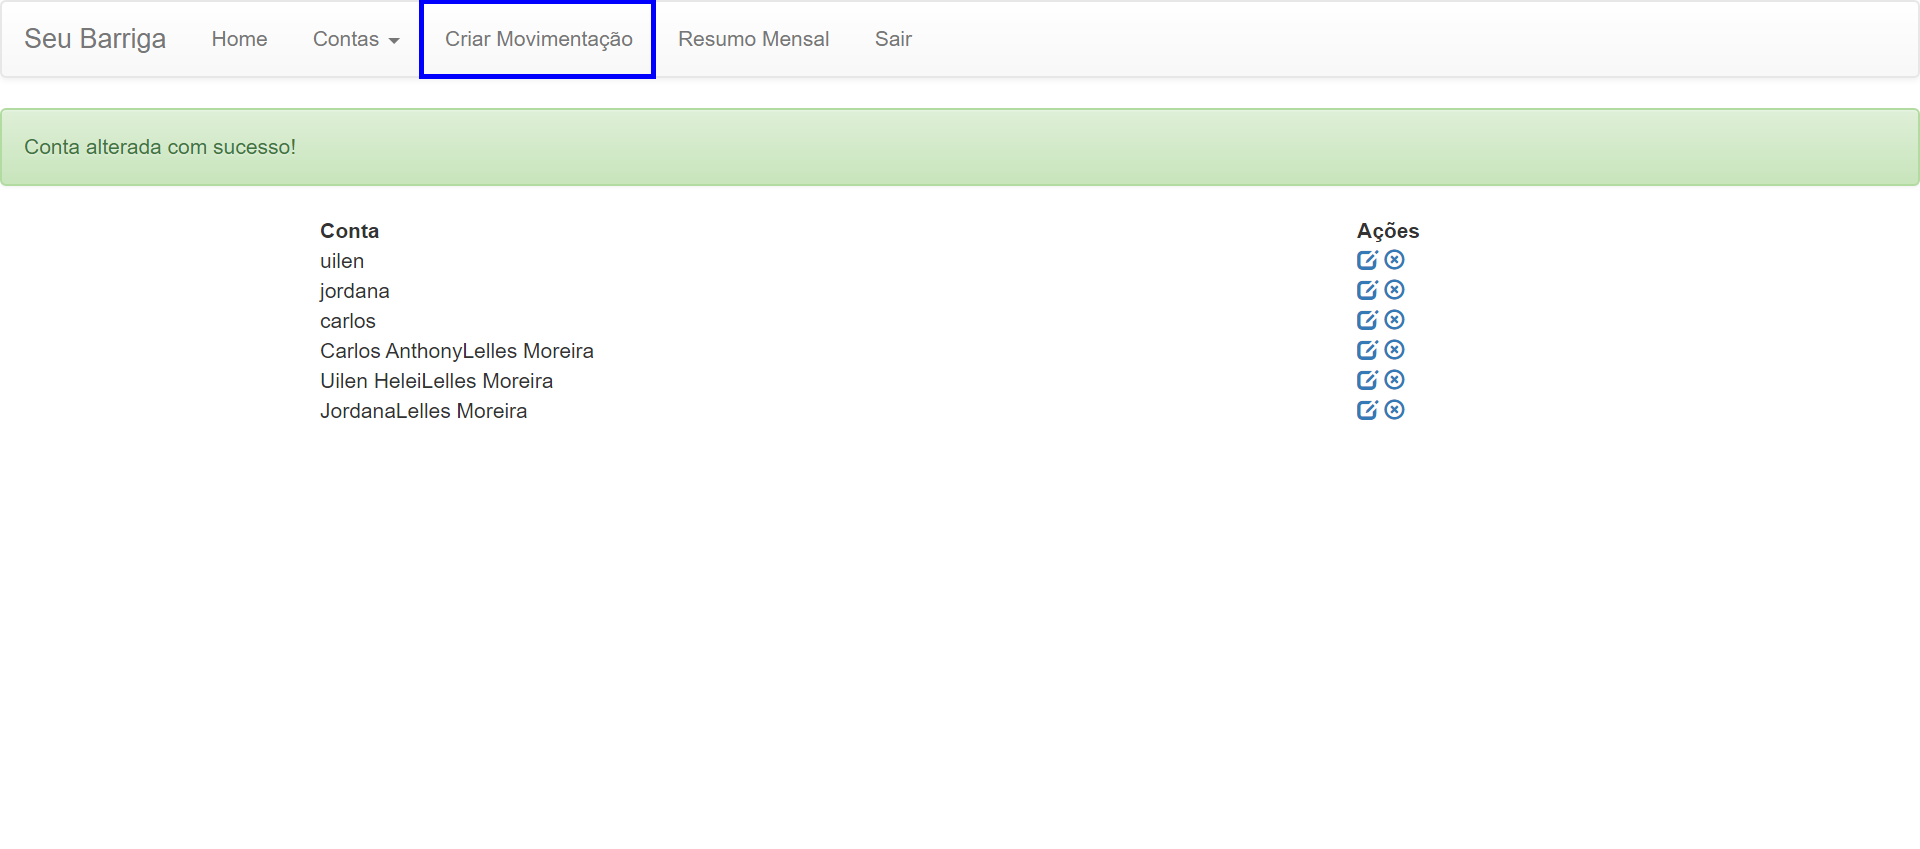 Seu Barriga Home Contas Criar Movimentação Resumo Mensal Sair
Conta alterada com sucesso!
Conta Ações
uilen
jordana
carlos
Carlos AnthonyLelles Moreira
Uilen HeleiLelles Moreira
JordanaLelles Moreira